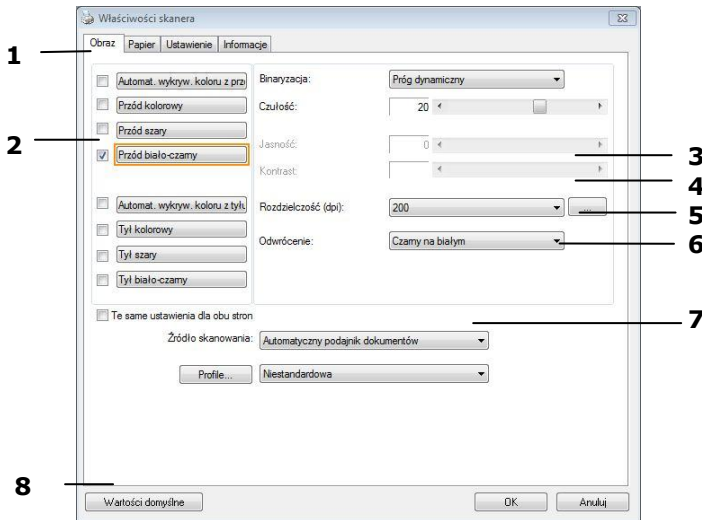 Właściwości skanera
Obraz Papier Ustawienie Informacje
1
2
Automat. wykryw. koloru z prze
Przód kolorowy
Przód szary
Przód biało-czarny
Automat. wykryw. koloru z tyłu
Tył kolorowy
Tył szary
Tył biało-czarny
Binaryzacja: Próg dynamiczny
Czułość: 20
Jasność: 0
Kontrast:
Rozdzielczość (dpi): 200 ...
Odwrócenie: Czarny na białym
3
4
5
6
Te same ustawienia dla obu stron
7
Źródło skanowania: Automatyczny podajnik dokumentów
Profile... Niestandardowa
8
Wartości domyślne OK Anuluj